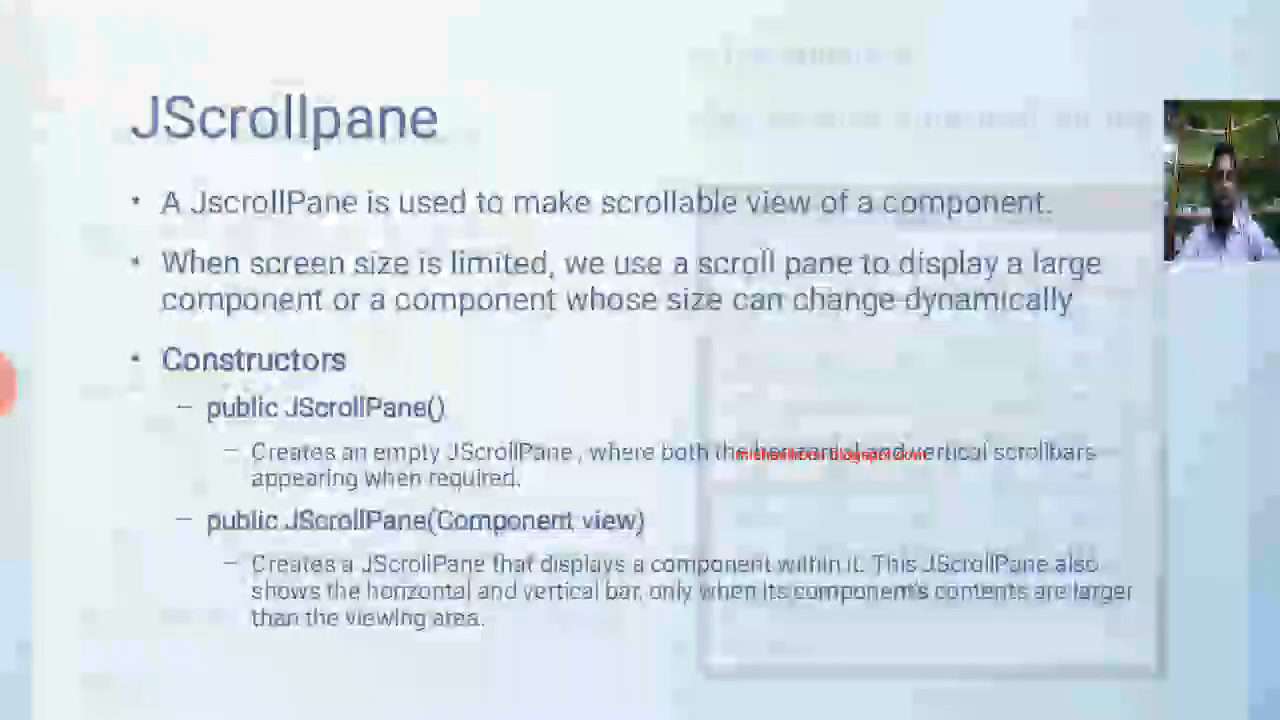 JScrollpane
• A JscrollPane is used to make scrollable view of a component.
• When screen size is limited, we use a scroll pane to display a large
component or a component whose size can change dynamically
• Constructors
– public JScrollPane()
– Creates an empty JScrollPane , where both the horizontal and vertical scrollbars
appearing when required.
– public JScrollPane(Component view)
– Creates a JScrollPane that displays a component within it. This JScrollPane also
shows the horizontal and vertical bar, only when its component's contents are larger
than the viewing area.